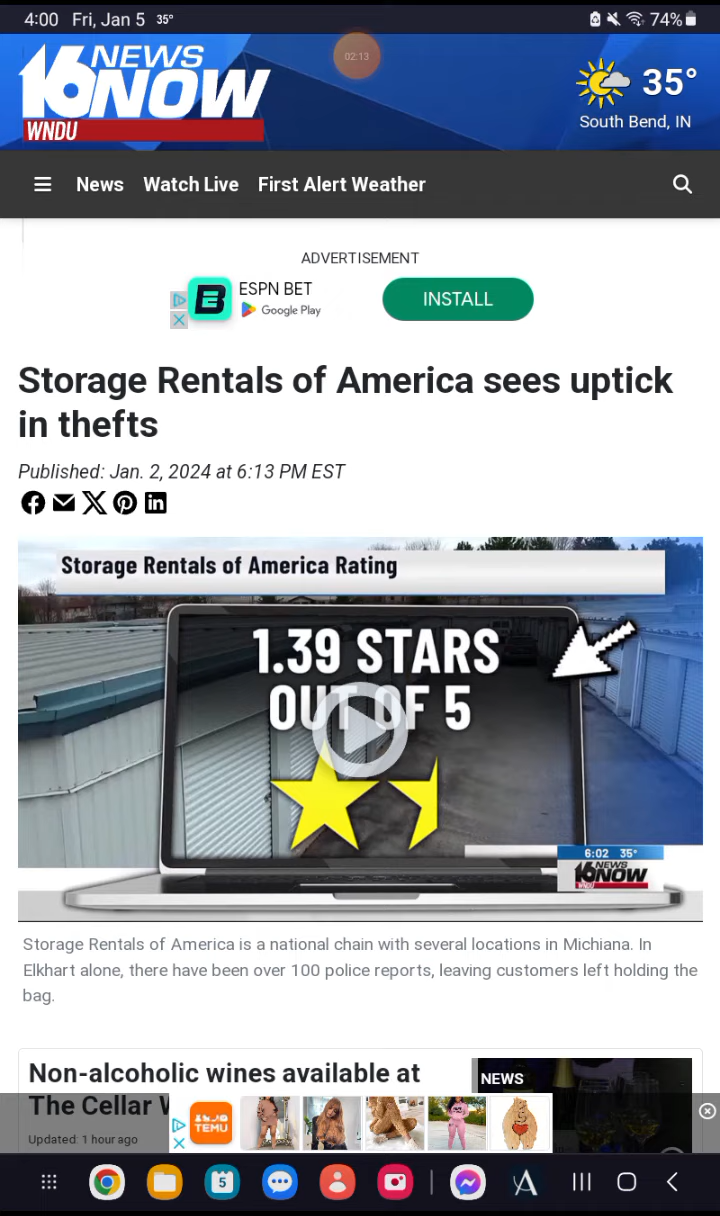 4:00 Fri, Jan 5 35° 74%
02:13
NEWS
16 NOW
WNDU
35°
South Bend, IN
News Watch Live First Alert Weather
ADVERTISEMENT
ESPN BET
Google Play
INSTALL
Storage Rentals of America sees uptick
in thefts
Published: Jan. 2, 2024 at 6:13 PM EST
Storage Rentals of America Rating
1.39 STARS
OUT OF 5
6:02 35°
NEWS
16 NOW
WNDU
Storage Rentals of America is a national chain with several locations in Michiana. In
Elkhart alone, there have been over 100 police reports, leaving customers left holding the
bag.
Non-alcoholic wines available at
The Cellar
NEWS
Updated: 1 hour ago
TEMU
5